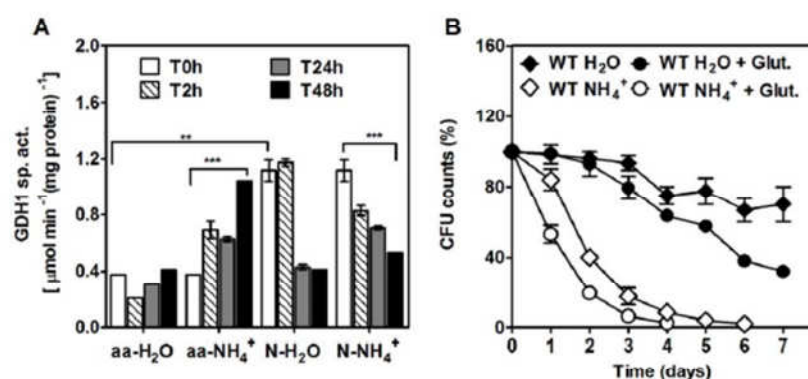 A
GDH1 sp. act.
[ μmol min⁻¹(mg protein)⁻¹]
2.0
1.6
1.2
0.8
0.4
0.0
T0h
T24h
T2h
T48h
**
***
***
aa-H₂O
aa-NH₄⁺
N-H₂O
N-NH₄⁺
B
CFU counts (%)
160
120
80
40
0
WT H₂O
WT H₂O + Glut.
WT NH₄⁺
WT NH₄⁺ + Glut.
0 1 2 3 4 5 6 7
Time (days)